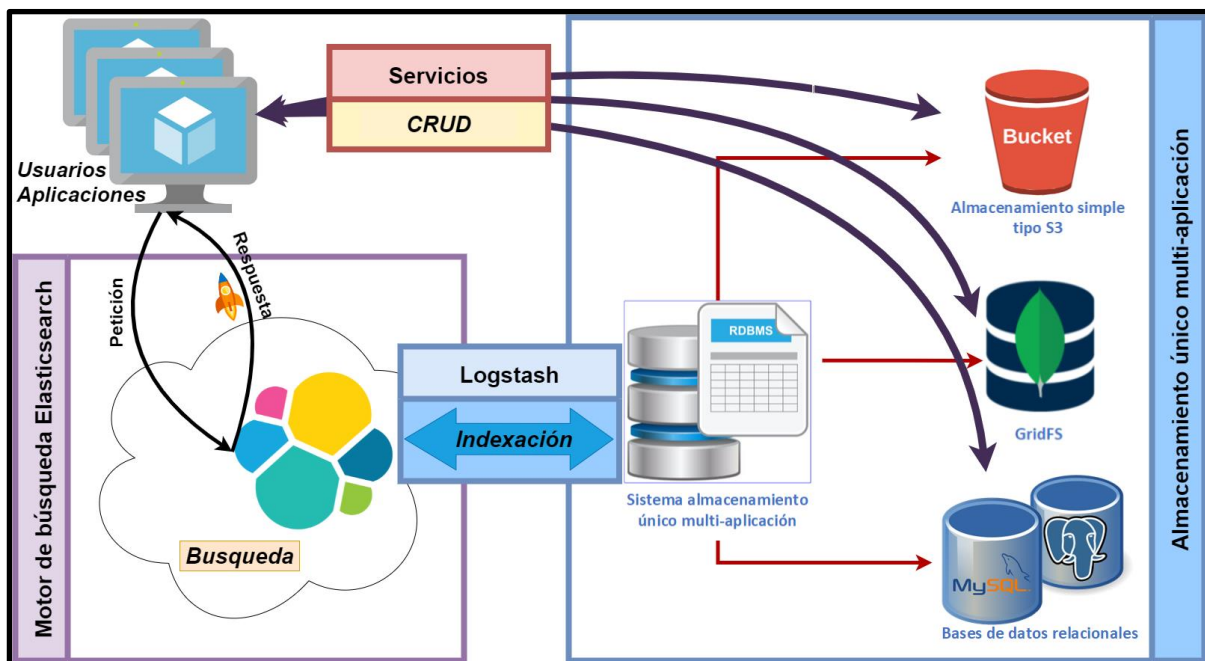 Servicios
CRUD
Usuarios
Aplicaciones
Bucket
Almacenamiento simple
tipo S3
Almacenamiento único multi-aplicación
Motor de búsqueda Elasticsearch
Petición
Respuesta
Busqueda
Logstash
Indexación
RDBMS
Sistema almacenamiento
único multi-aplicación
GridFS
MySQL
Bases de datos relacionales